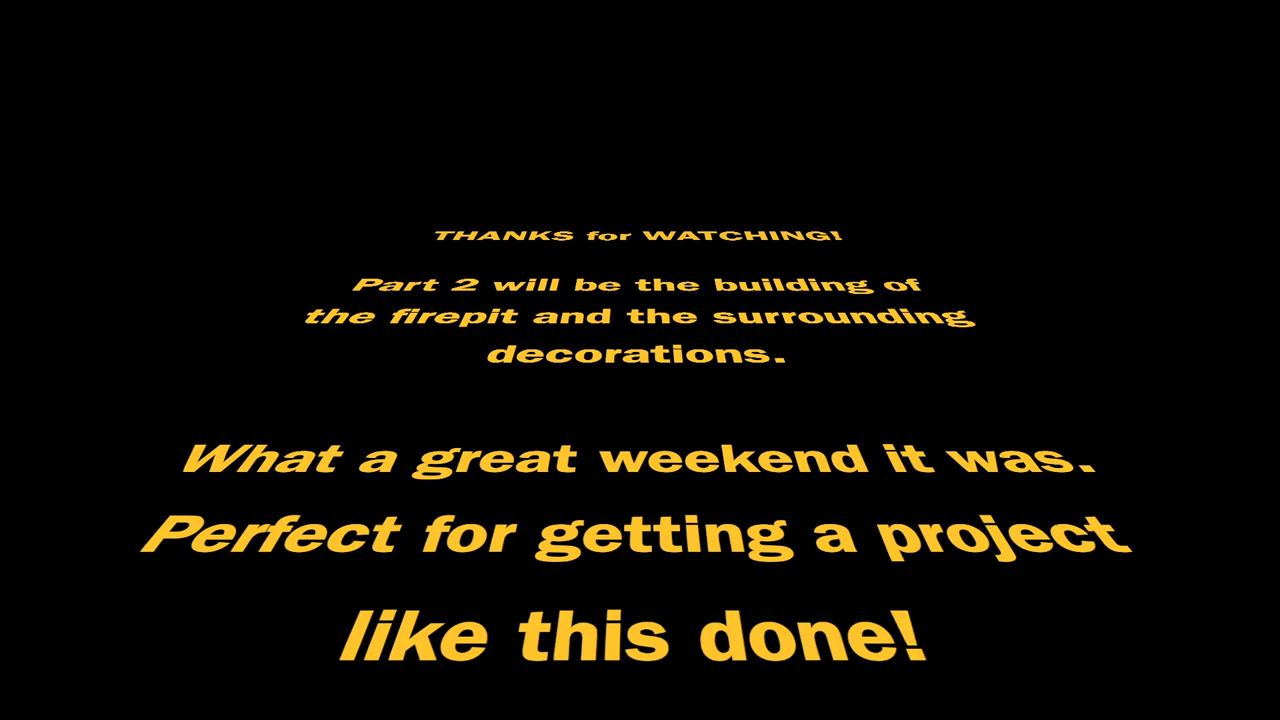 THANKS for WATCHING!
Part 2 will be the building of
the firepit and the surrounding
decorations.
What a great weekend it was.
Perfect for getting a project
like this done!